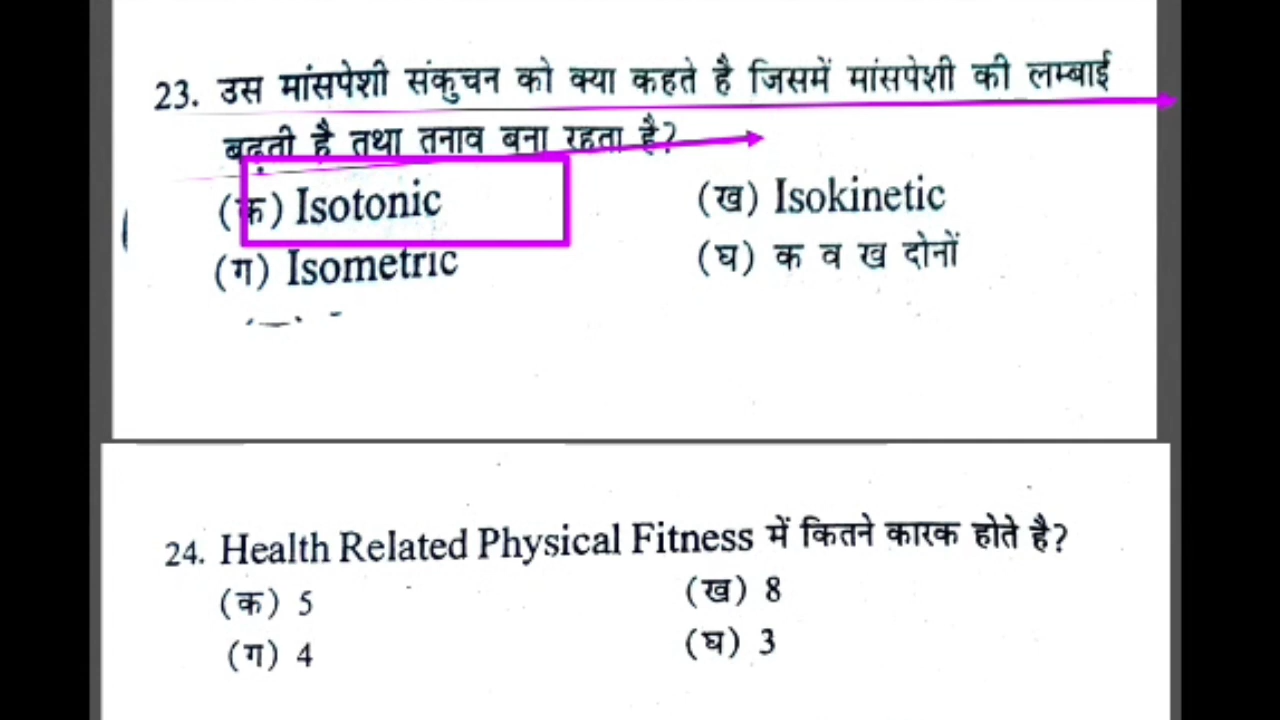 23. उस मांसपेशी संकुचन को क्या कहते है जिसमें मांसपेशी की लम्बाई
बढ़ती है तथा तनाव बना रहता है?
(क) Isotonic (ख) Isokinetic
(ग) Isometric (घ) क व ख दोनों
24. Health Related Physical Fitness में कितने कारक होते है?
(क) 5 (ख) 8
(ग) 4 (घ) 3